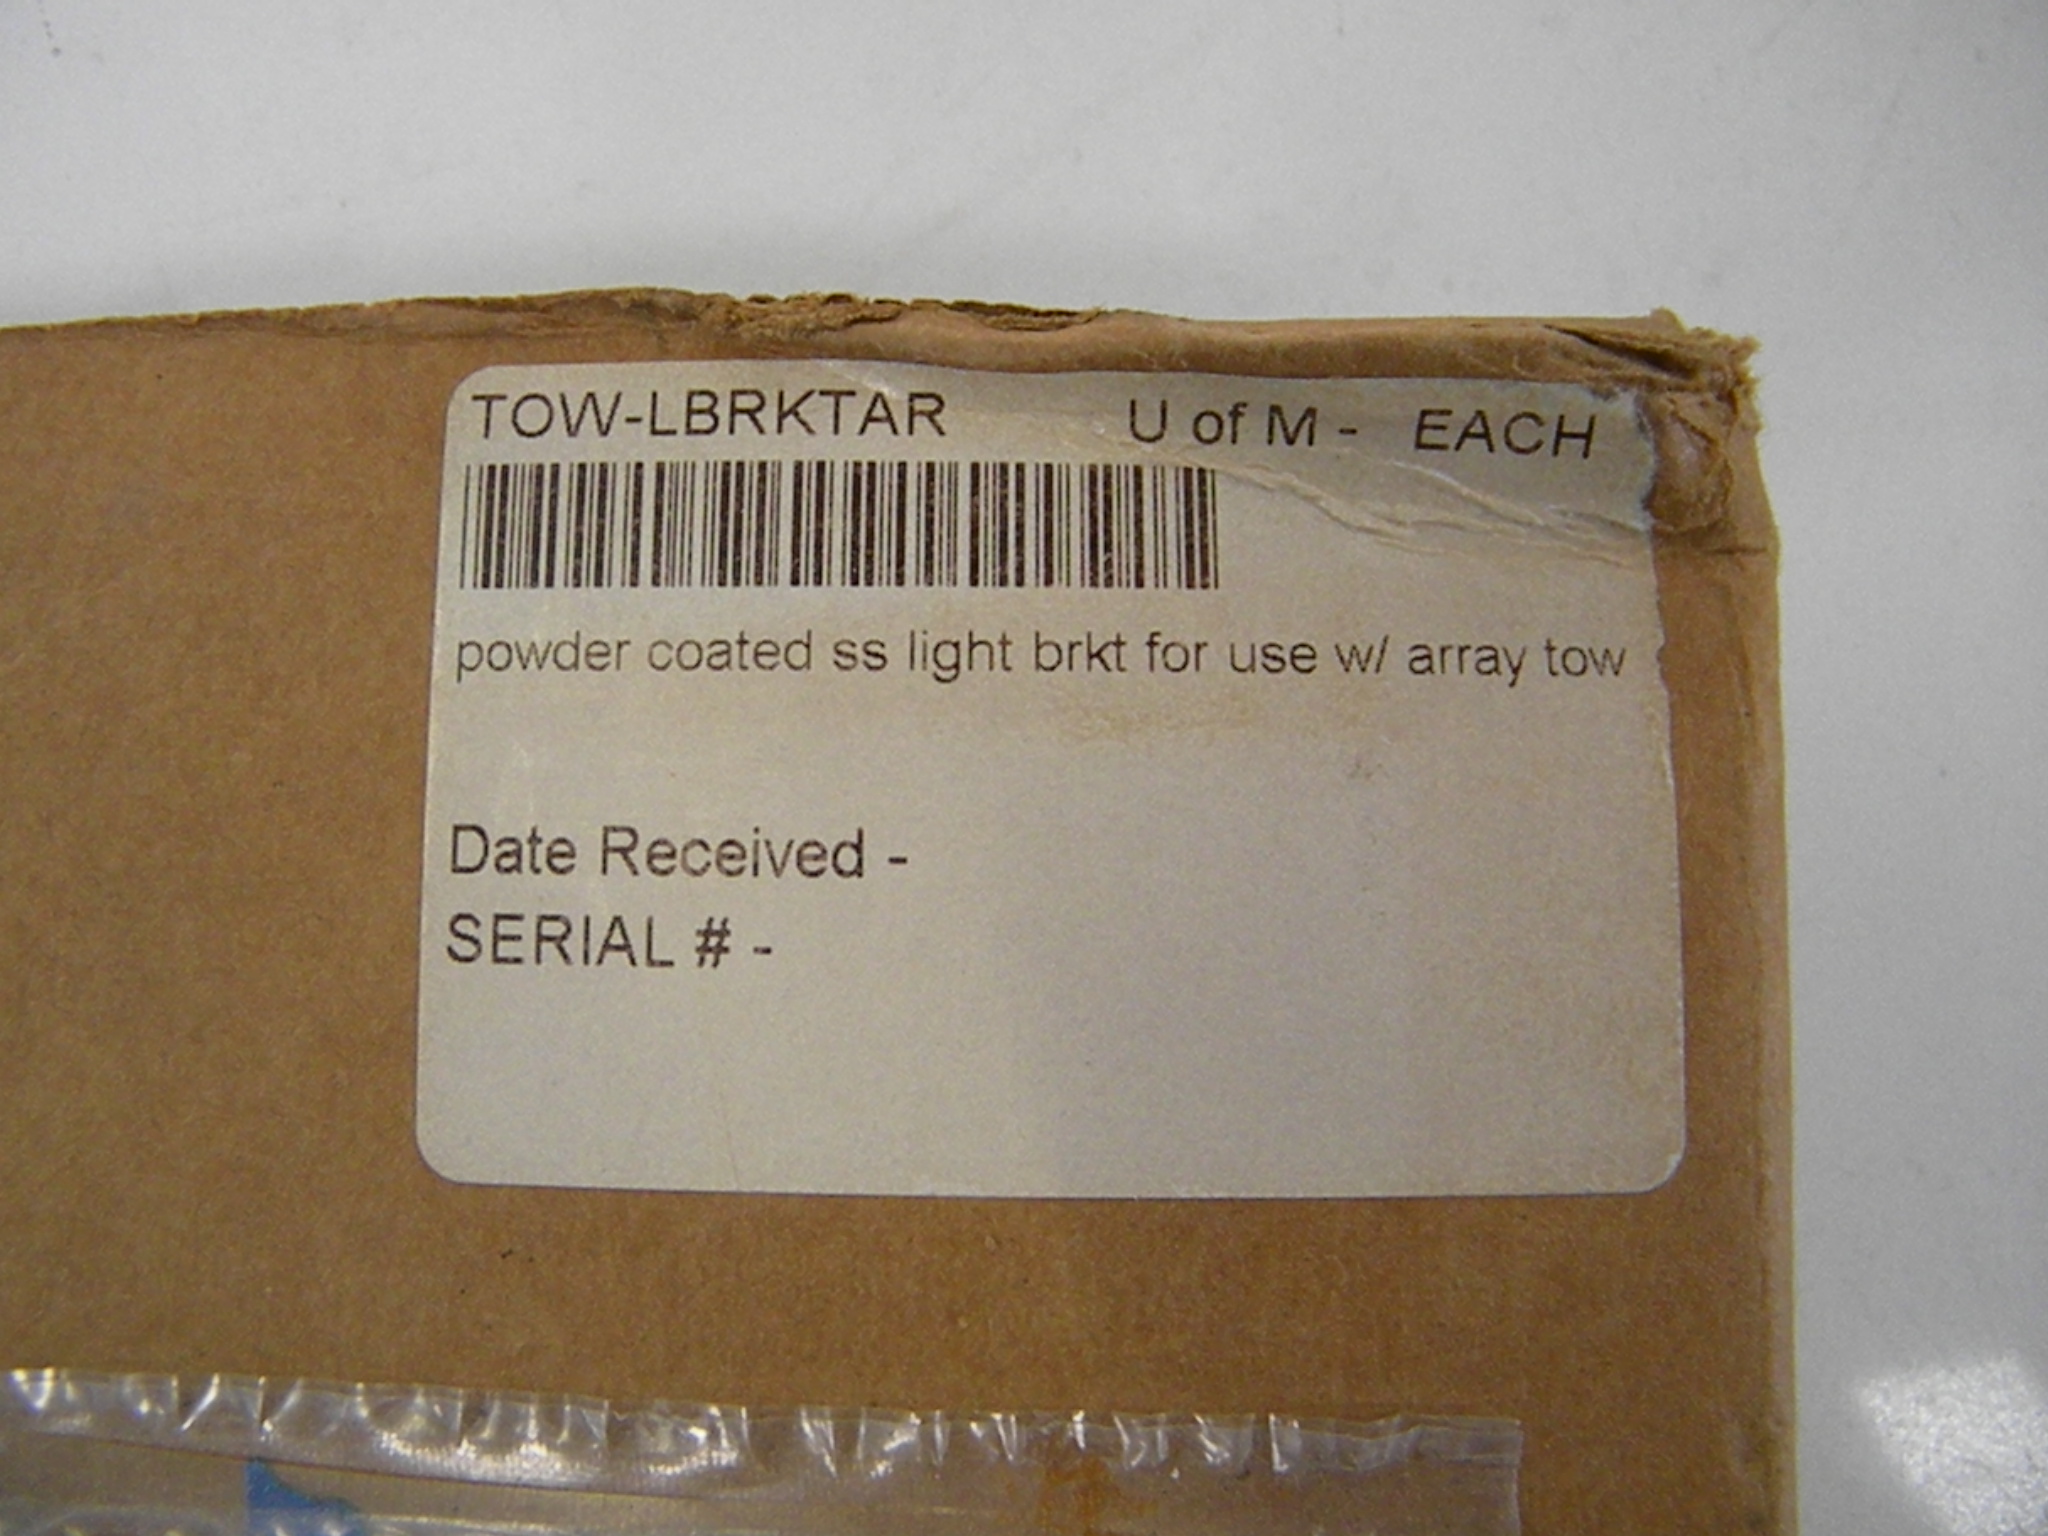 TOW-LBRKTAR U of M - EACH
powder coated ss light brkt for use w/ array tow
Date Received -
SERIAL # -